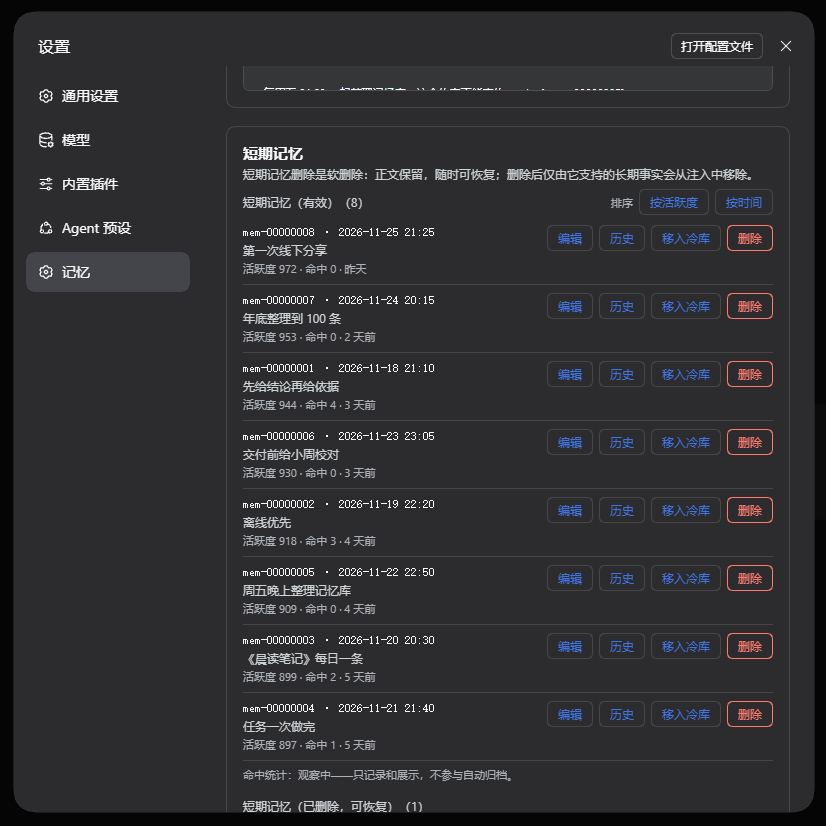 设置
打开配置文件
通用设置
模型
内置插件
Agent 预设
记忆
短期记忆
短期记忆删除是软删除：正文保留，随时可恢复；删除后仅由它支持的长期事实会从注入中移除。
短期记忆（有效）（8）
排序 按活跃度 按时间
mem-00000008 · 2026-11-25 21:25
第一次线下分享
活跃度 972 · 命中 0 · 昨天
编辑 历史 移入冷库 删除
mem-00000007 · 2026-11-24 20:15
年底整理到 100 条
活跃度 953 · 命中 0 · 2 天前
编辑 历史 移入冷库 删除
mem-00000001 · 2026-11-18 21:10
先给结论再给依据
活跃度 944 · 命中 4 · 3 天前
编辑 历史 移入冷库 删除
mem-00000006 · 2026-11-23 23:05
交付前给小周校对
活跃度 930 · 命中 0 · 3 天前
编辑 历史 移入冷库 删除
mem-00000002 · 2026-11-19 22:20
离线优先
活跃度 918 · 命中 3 · 4 天前
编辑 历史 移入冷库 删除
mem-00000005 · 2026-11-22 22:50
周五晚上整理记忆库
活跃度 909 · 命中 0 · 4 天前
编辑 历史 移入冷库 删除
mem-00000003 · 2026-11-20 20:30
《晨读笔记》每日一条
活跃度 899 · 命中 2 · 5 天前
编辑 历史 移入冷库 删除
mem-00000004 · 2026-11-21 21:40
任务一次做完
活跃度 897 · 命中 1 · 5 天前
编辑 历史 移入冷库 删除
命中统计：观察中——只记录和展示，不参与自动归档。
短期记忆（已删除，可恢复）（1）